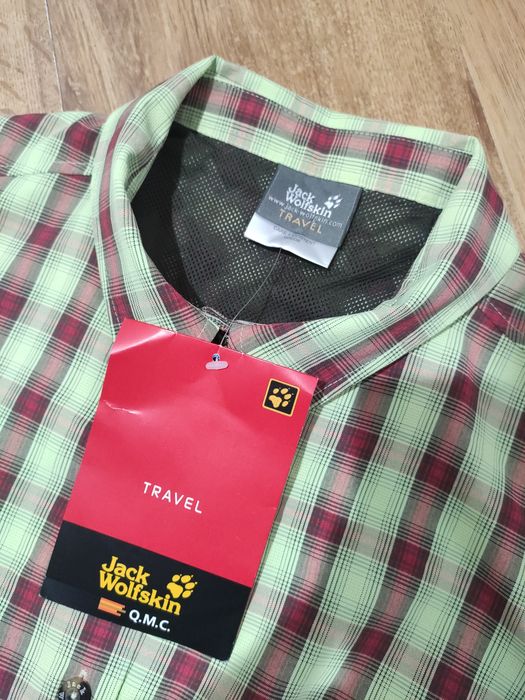 Jack
Wolfskin
www.jack-wolfskin.com
TRAVEL
TRAVEL
Jack
Wolfskin
Q.M.C.